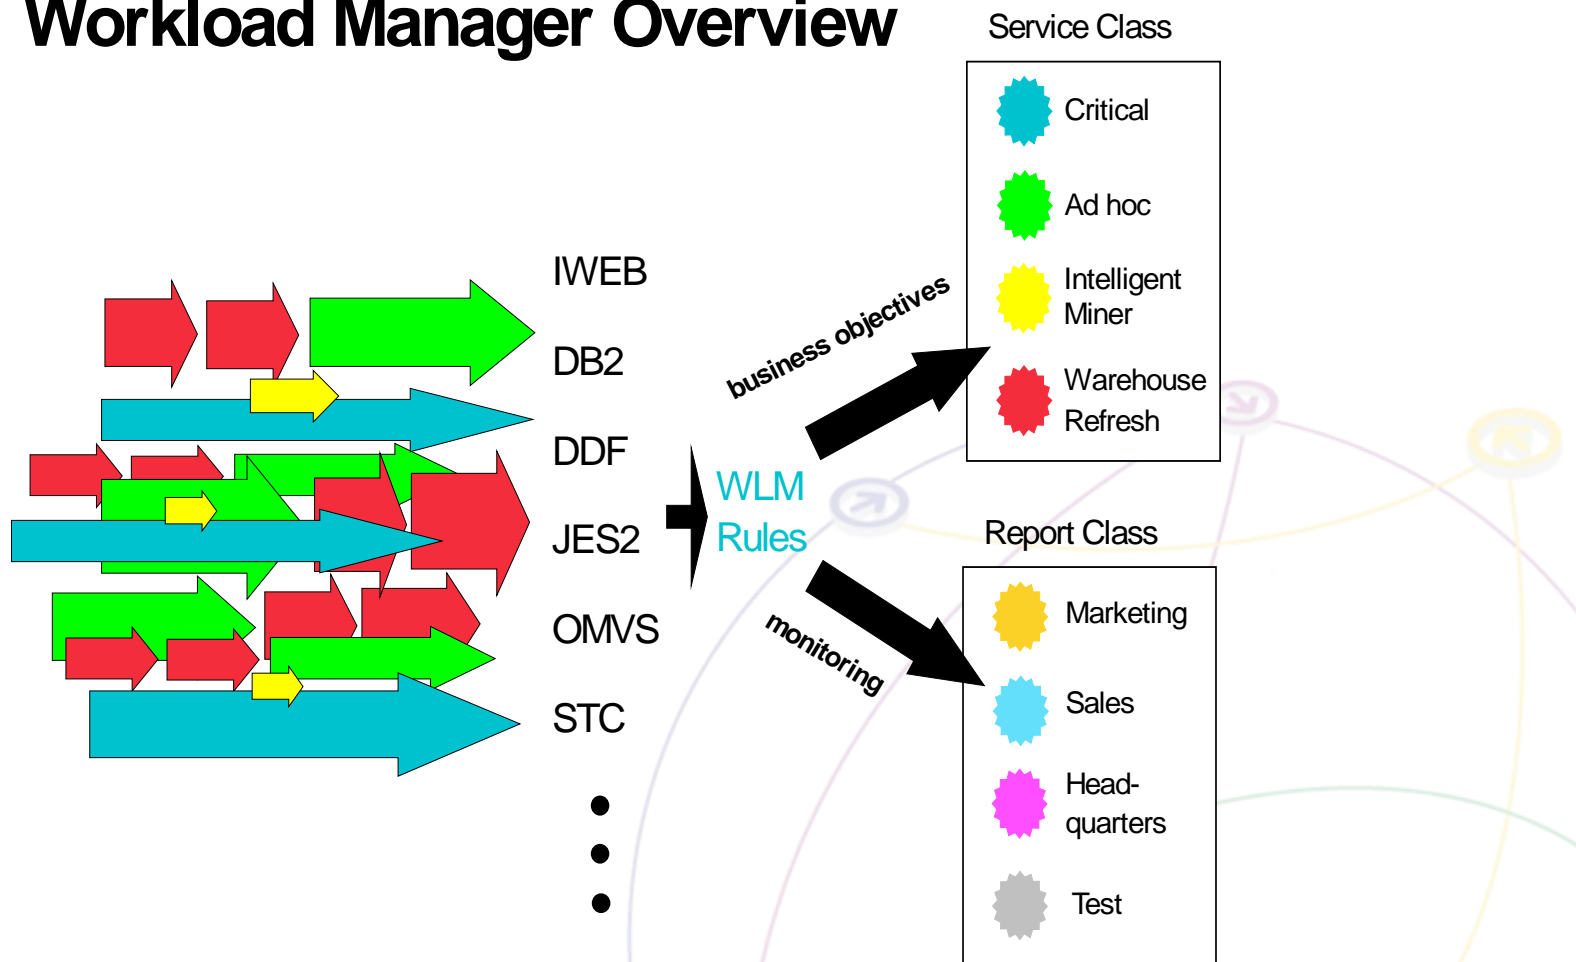 Workload Manager Overview
Service Class
Critical
Ad hoc
Intelligent
Miner
Warehouse
Refresh
IWEB
DB2
DDF
JES2
OMVS
STC
WLM
Rules
business objectives
monitoring
Report Class
Marketing
Sales
Head-
quarters
Test